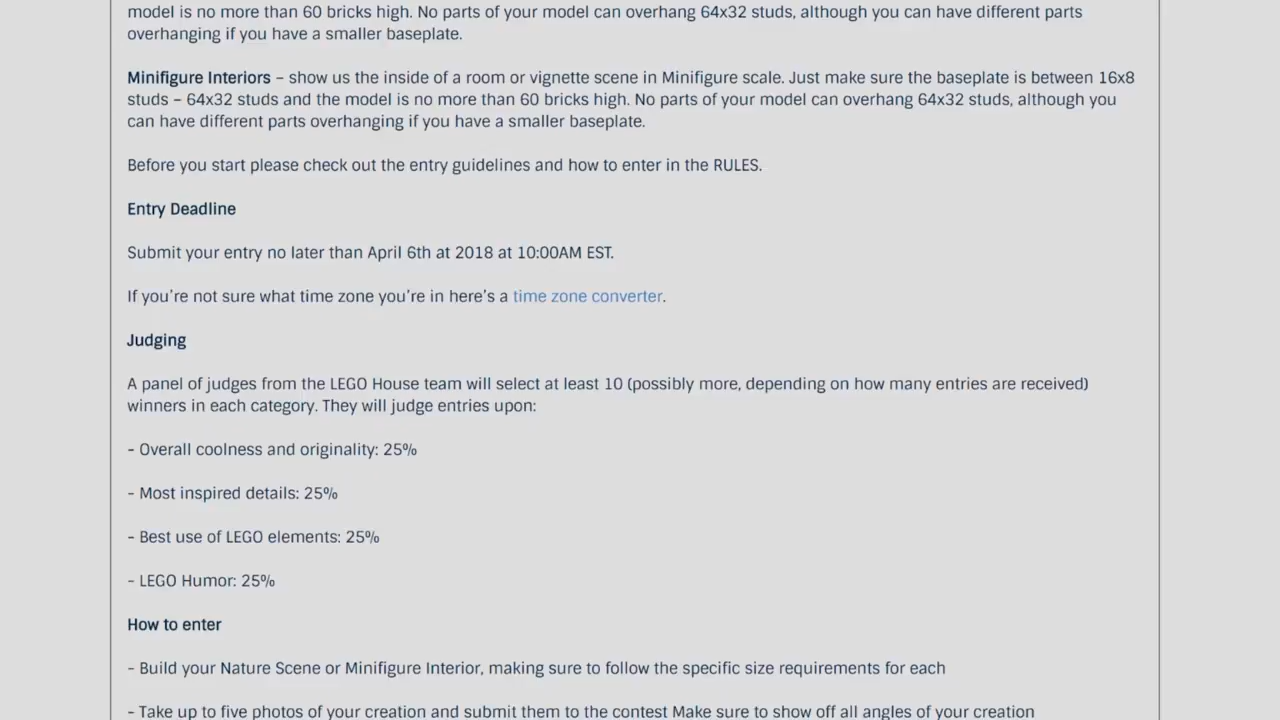 model is no more than 60 bricks high. No parts of your model can overhang 64x32 studs, although you can have different parts
overhanging if you have a smaller baseplate.
Minifigure Interiors – show us the inside of a room or vignette scene in Minifigure scale. Just make sure the baseplate is between 16x8
studs – 64x32 studs and the model is no more than 60 bricks high. No parts of your model can overhang 64x32 studs, although you
can have different parts overhanging if you have a smaller baseplate.
Before you start please check out the entry guidelines and how to enter in the RULES.
Entry Deadline
Submit your entry no later than April 6th at 2018 at 10:00AM EST.
If you're not sure what time zone you're in here's a time zone converter.
Judging
A panel of judges from the LEGO House team will select at least 10 (possibly more, depending on how many entries are received)
winners in each category. They will judge entries upon:
- Overall coolness and originality: 25%
- Most inspired details: 25%
- Best use of LEGO elements: 25%
- LEGO Humor: 25%
How to enter
- Build your Nature Scene or Minifigure Interior, making sure to follow the specific size requirements for each
- Take up to five photos of your creation and submit them to the contest Make sure to show off all angles of your creation